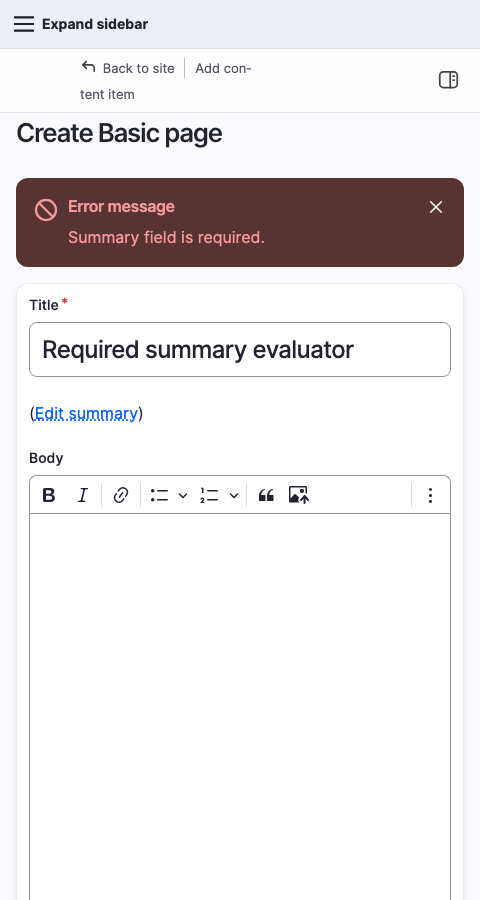 Expand sidebar
Back to site Add con-
tent item
Create Basic page
Error message
Summary field is required.
Title *
Required summary evaluator
(Edit summary)
Body